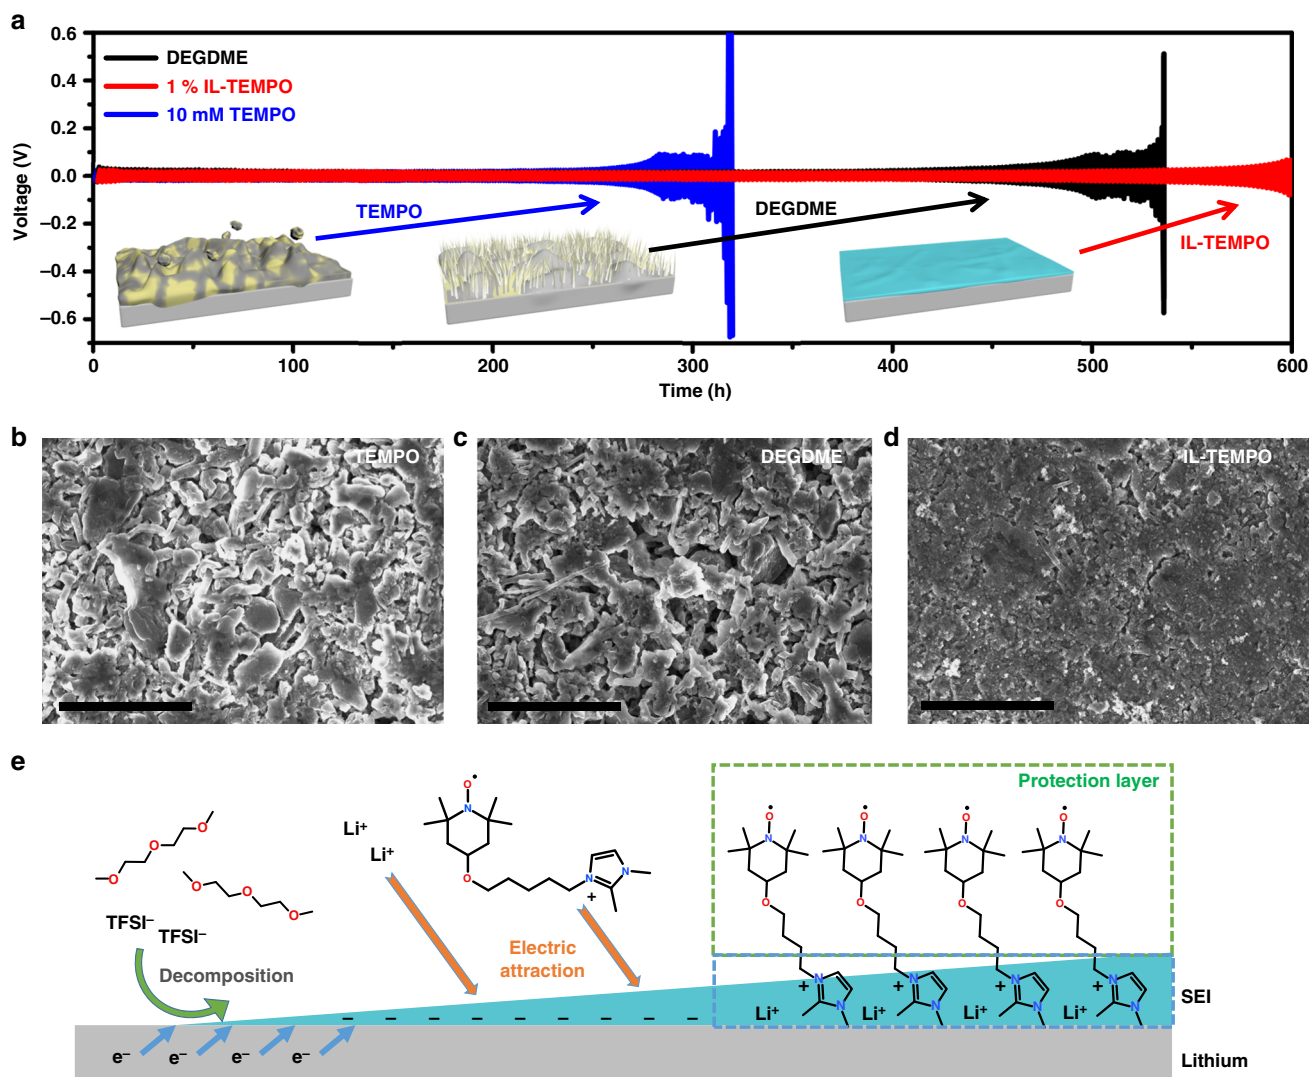 a
0.6
0.4
0.2
0.0
–0.2
–0.4
–0.6
Voltage (V)
DEGDME
1 % IL-TEMPO
10 mM TEMPO
TEMPO
DEGDME
IL-TEMPO
0
100
200
300
400
500
600
Time (h)
b
TEMPO
c
DEGDME
d
IL-TEMPO
e
O
O
O
O
O
O
TFSI–
TFSI–
Decomposition
e–
e–
e–
e–
Li+
Li+
O•
N
O
N
N
+
Electric
attraction
– – – – – – – – –
Protection layer
O• O• O• O•
N N N N
O O O O
N N N N
+ + + +
N N N N
Li+ Li+ Li+ Li+
SEI
Lithium